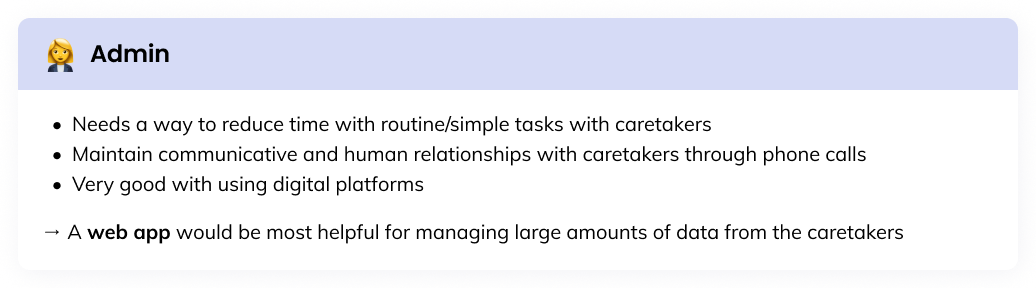 Admin
• Needs a way to reduce time with routine/simple tasks with caretakers
• Maintain communicative and human relationships with caretakers through phone calls
• Very good with using digital platforms
→ A web app would be most helpful for managing large amounts of data from the caretakers